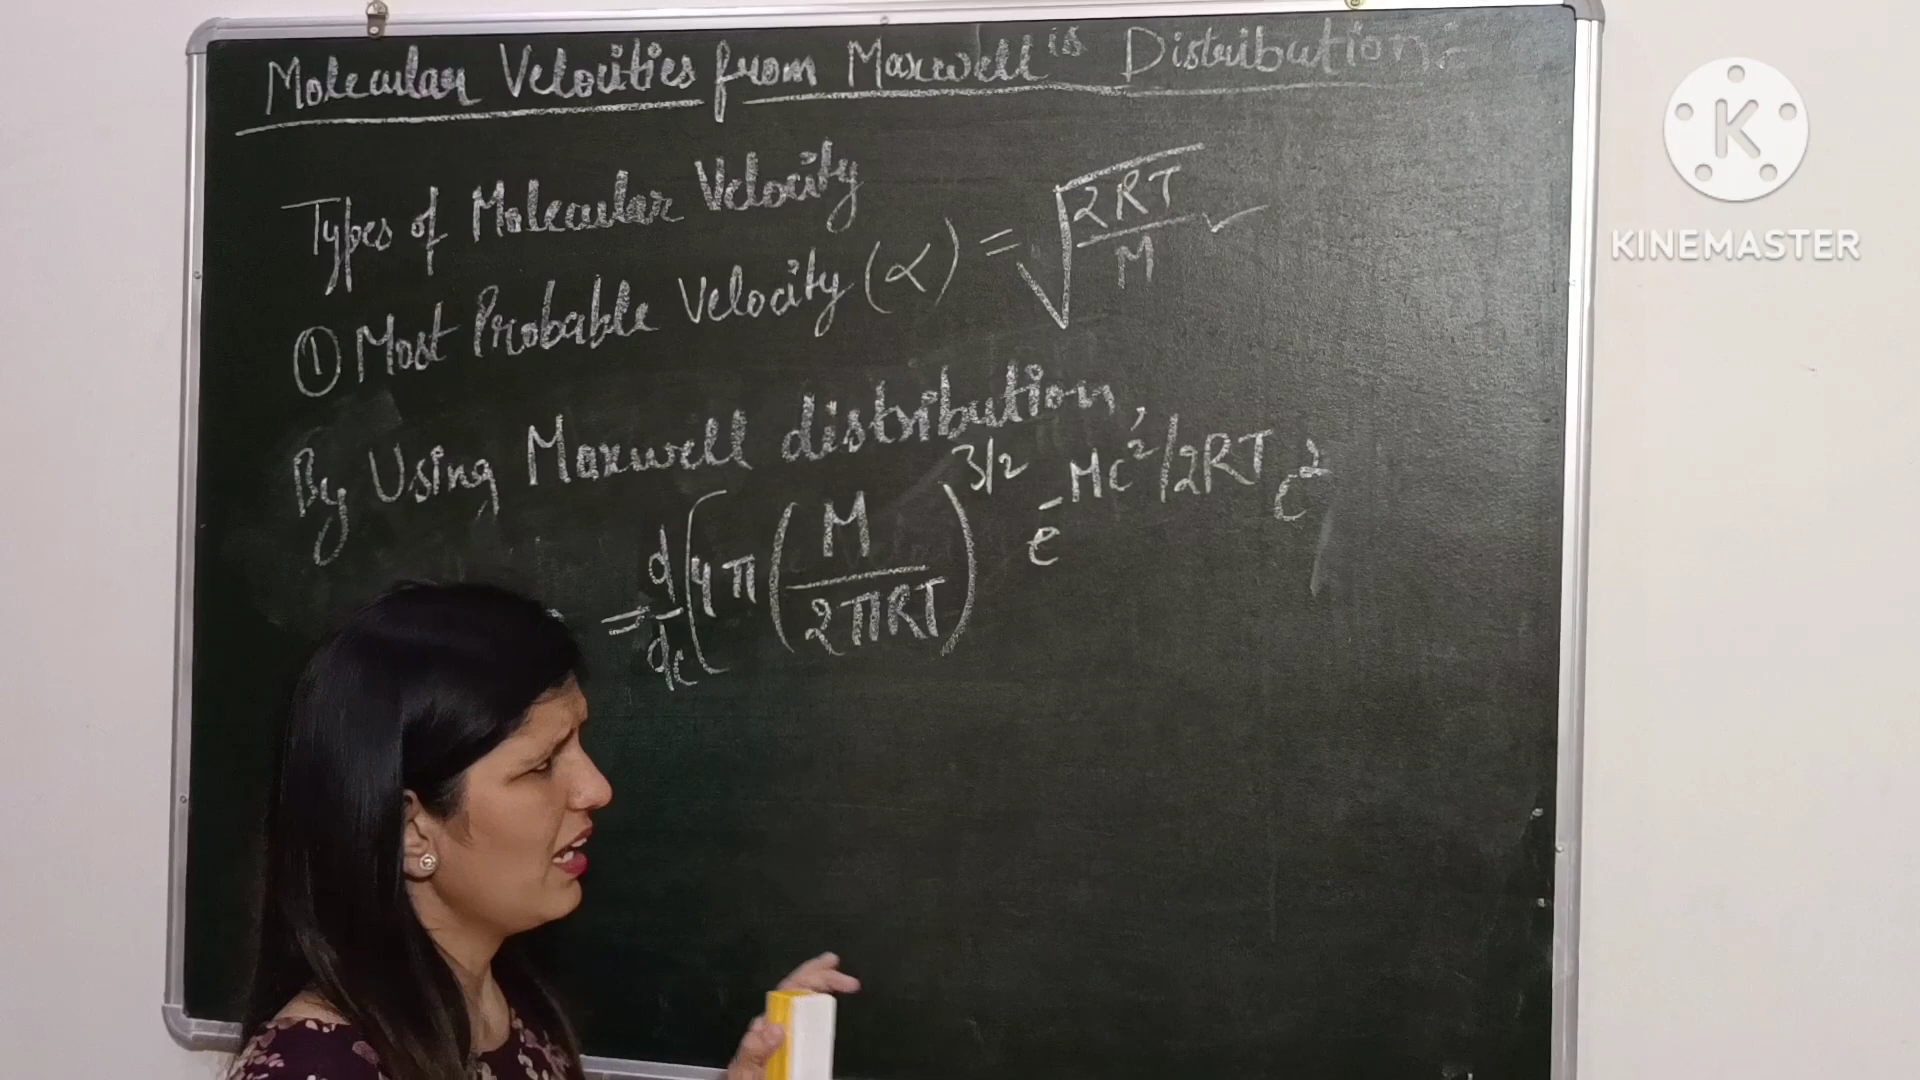 Molecular Velocities from Maxwell's Distribution:-
Types of Molecular Velocity
① Most Probable Velocity (α) = √(2RT/M) ✓
By Using Maxwell distribution,
= d/dc (4π (M/2πRT)^3/2 e^-MC²/2RT c²
K
KINEMASTER